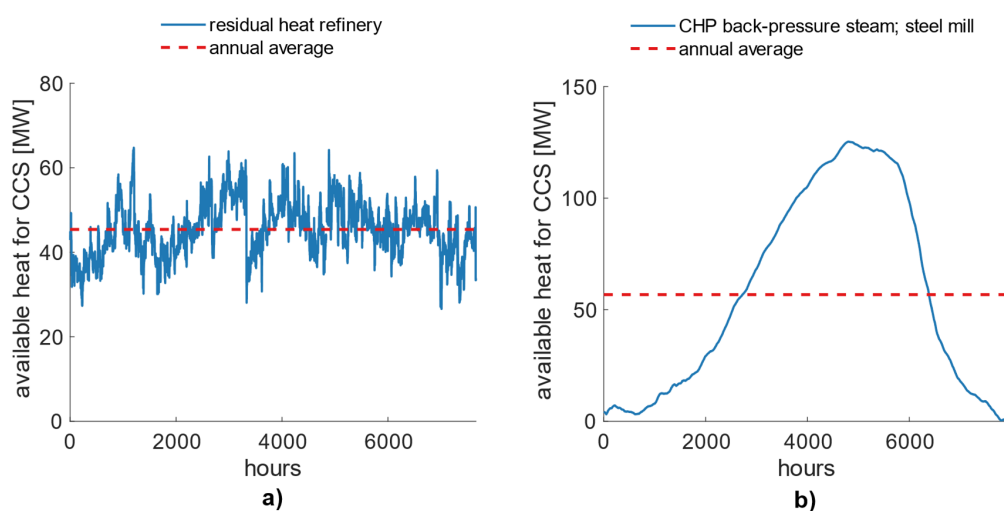 residual heat refinery
annual average
available heat for CCS [MW]
80
60
40
20
0
0 2000 4000 6000
hours
a)
CHP back-pressure steam; steel mill
annual average
available heat for CCS [MW]
150
100
50
0
0 2000 4000 6000
hours
b)